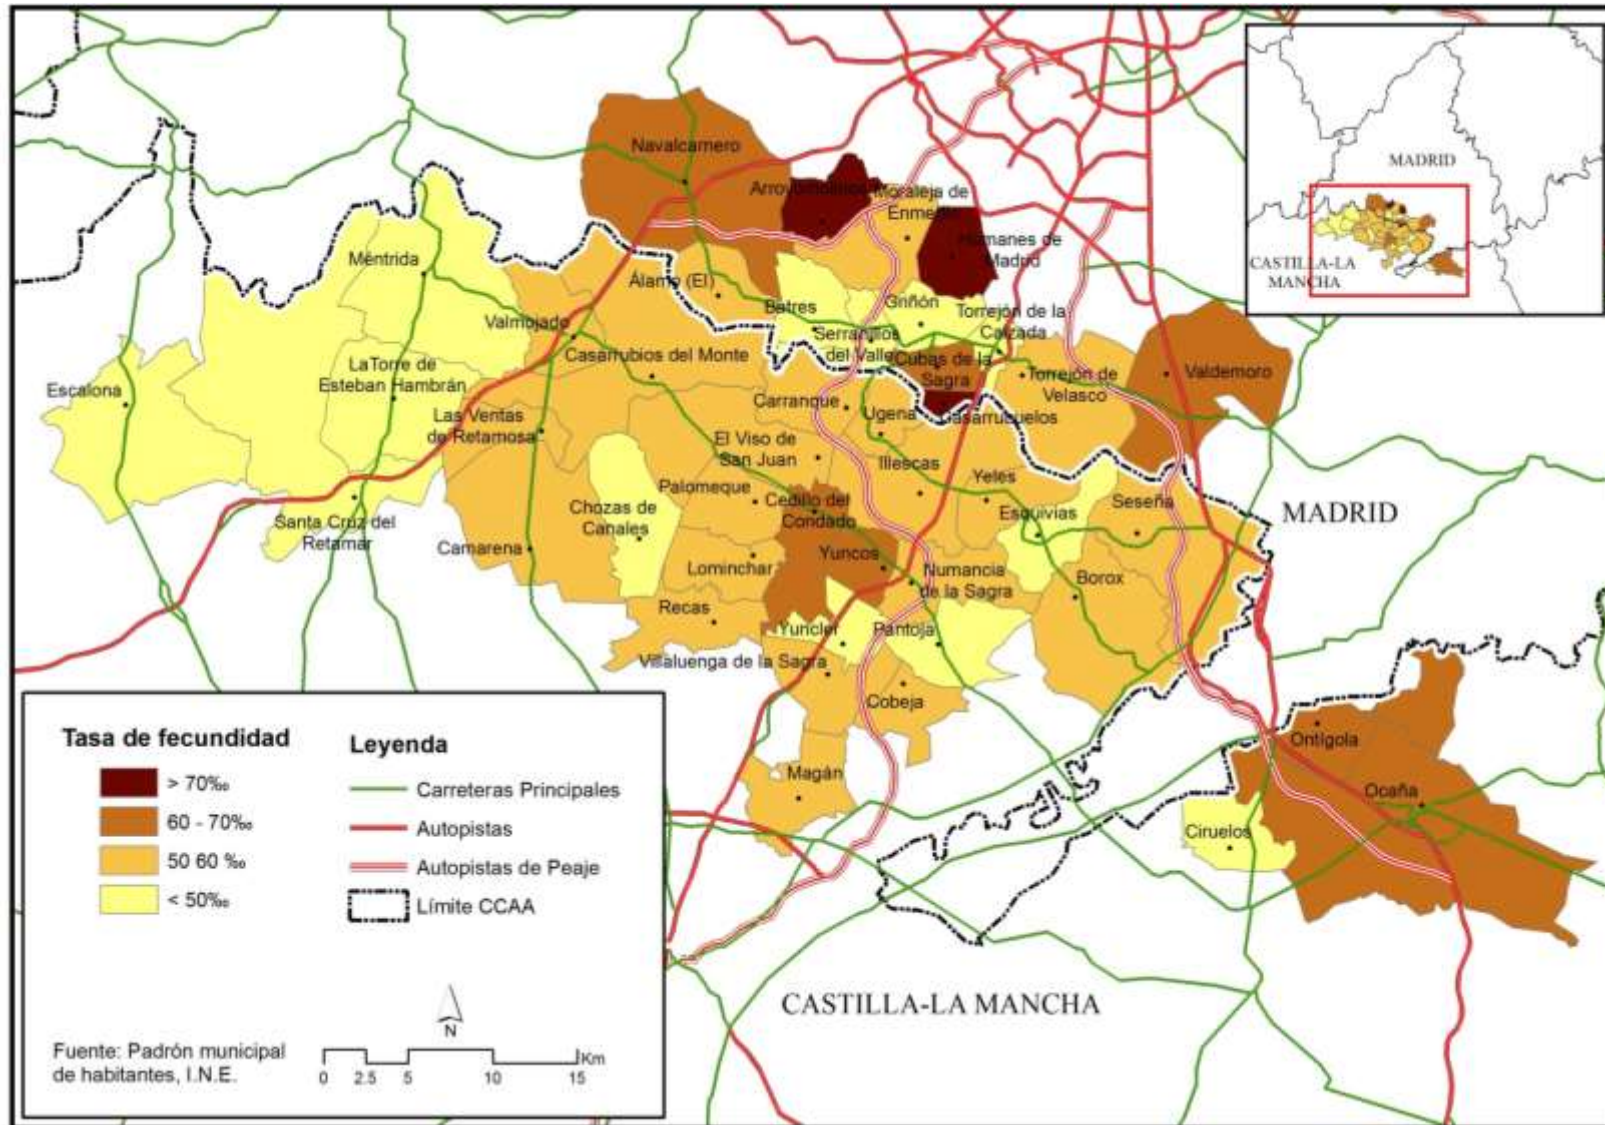 MADRID
CASTILLA-LA
MANCHA
Navalcarnero
Arroyomolinos
Moraleja de
Enmedio
Humanes de
Madrid
Méntrida
Álamo (El)
Batres
Griñón
Valmojado
Serranillos
del Valle
Torrejón de la
Calzada
Casarrubios del Monte
Cubas de la
Sagra
LaTorre de
Esteban Hambrán
Escalona
Torrejón de
Velasco
Valdemoro
Carranque
Ugena
Casarrubuelos
Las Ventas
de Retamosa
El Viso de
San Juan
Illescas
Yeles
Palomeque
Cedillo del
Condado
Esquivias
Seseña
Chozas de
Canales
Santa Cruz del
Retamar
MADRID
Camarena
Lominchar
Yuncos
Numancia
de la Sagra
Borox
Recas
Yuncler
Pantoja
Villaluenga de la Sagra
Cobeja
Magán
Ontígola
Ocaña
Ciruelos
CASTILLA-LA MANCHA
Tasa de fecundidad
> 70‰
60 - 70‰
50 60 ‰
< 50‰
Leyenda
Carreteras Principales
Autopistas
Autopistas de Peaje
Límite CCAA
N
Fuente: Padrón municipal
de habitantes, I.N.E.
Km
0 2.5 5 10 15